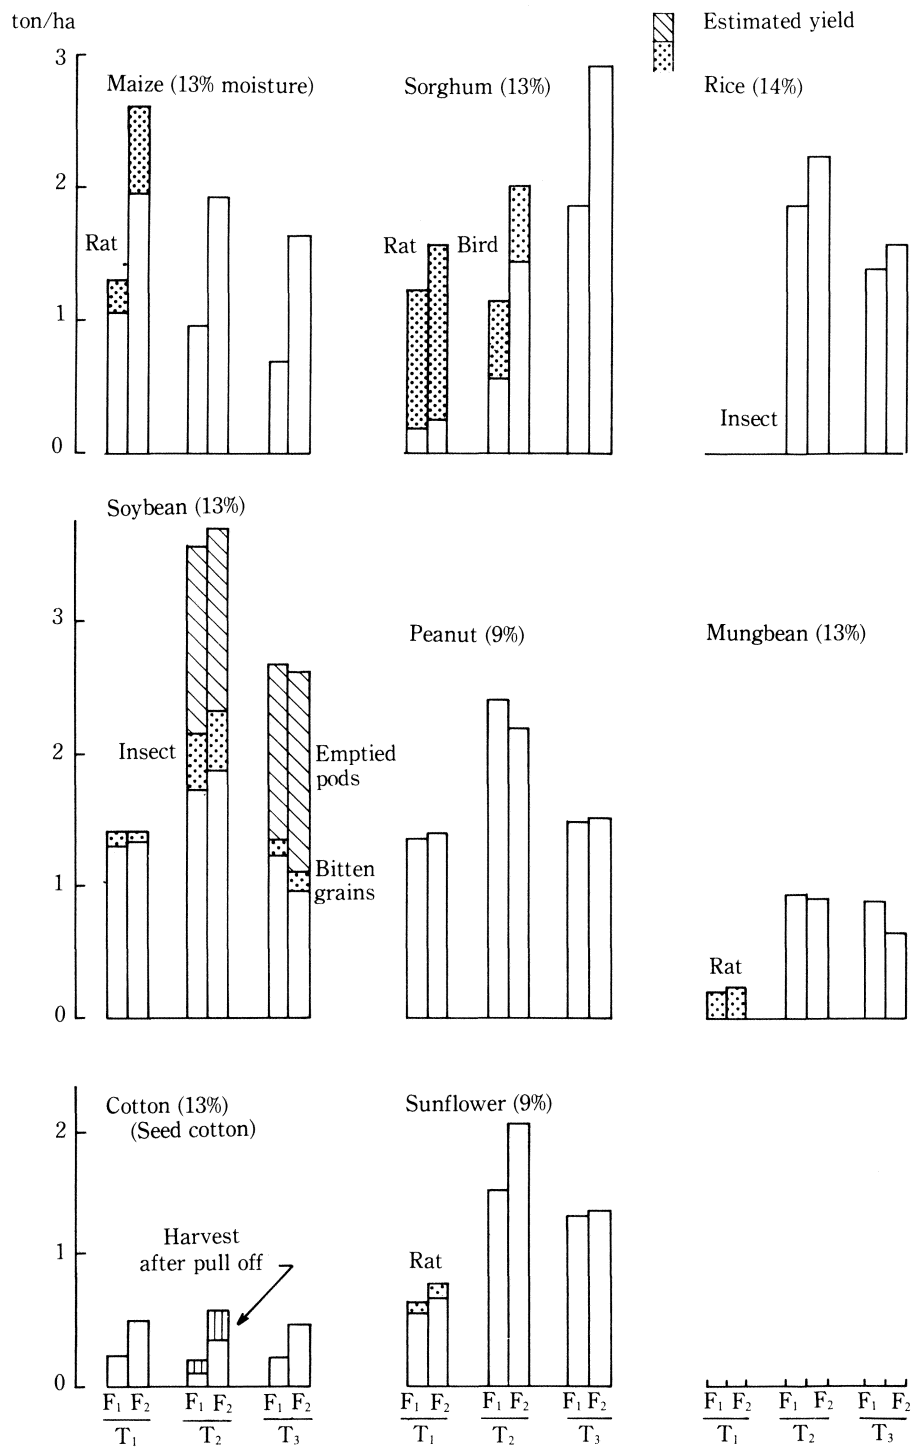 ton/ha
Estimated yield
3
Maize (13% moisture)
Sorghum (13%)
Rice (14%)
2
Rat
Rat
Bird
1
Insect
0
Soybean (13%)
3
Peanut (9%)
Mungbean (13%)
2
Insect
Emptied
pods
1
Bitten
grains
Rat
0
Cotton (13%)
(Seed cotton)
Sunflower (9%)
2
Harvest
after pull off
1
Rat
0
F₁ F₂ F₁ F₂ F₁ F₂ F₁ F₂ F₁ F₂ F₁ F₂ F₁ F₂ F₁ F₂ F₁ F₂
T₁ T₂ T₃ T₁ T₂ T₃ T₁ T₂ T₃